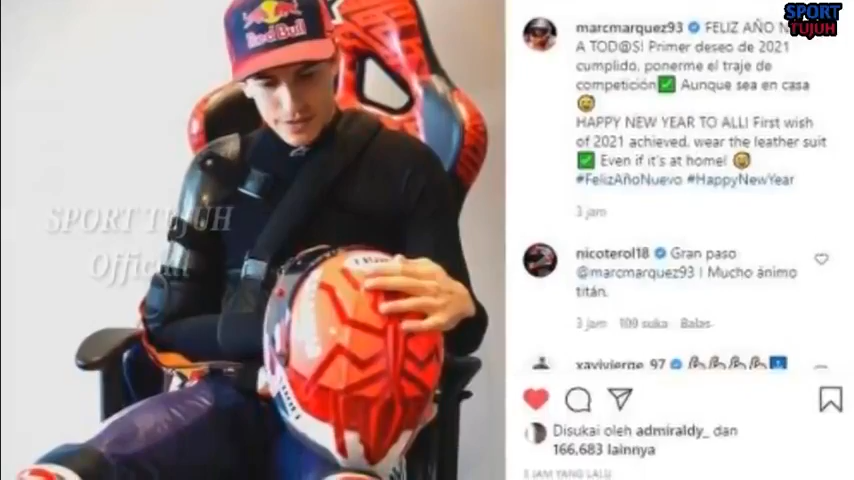 Red Bull
SPORT TUJUH
Official
SPORT
TUJUH
marcmarquez93 FELIZ AÑO
A TOD@S! Primer deseo de 2021
cumplido, ponerme el traje de
competición✅ Aunque sea en casa
😅
HAPPY NEW YEAR TO ALL! First wish
of 2021 achieved, wear the leather suit
✅ Even if it's at home! 😅
#FelizAñoNuevo #HappyNewYear
3 jam
nicoterol18 Gran paso
@marcmarquez93 ! Mucho ánimo
titán.
3 jam 100 suka Balas
xavivierge_97 💪💪💪💪
Disukai oleh admiraldy_ dan
166,683 lainnya
JAM YANG LALU